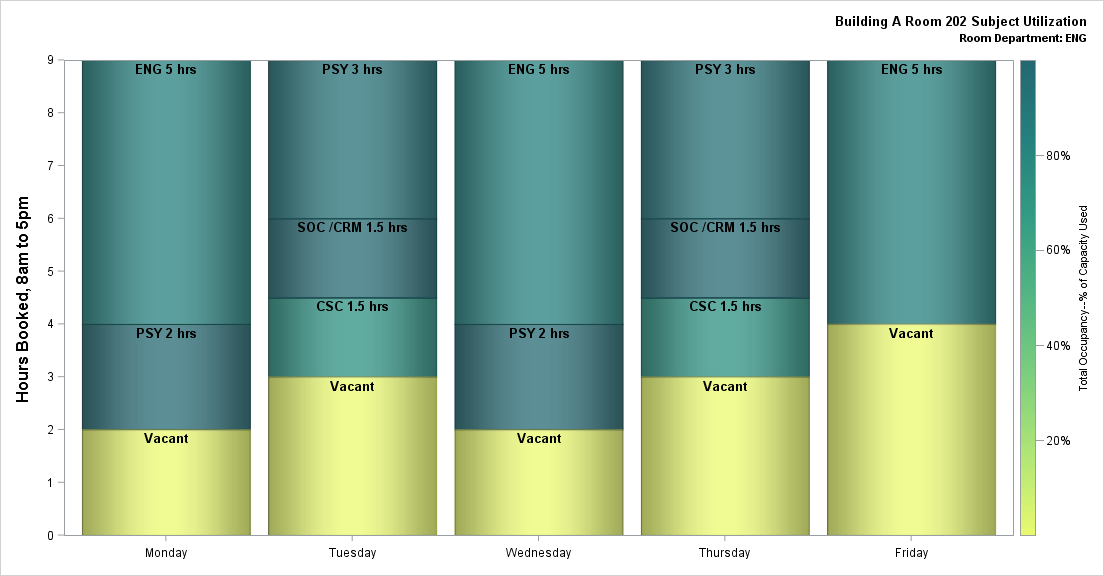 Building A Room 202 Subject Utilization
Room Department: ENG
Hours Booked, 8am to 5pm
9
8
7
6
5
4
3
2
1
0
ENG 5 hrs
PSY 2 hrs
Vacant
PSY 3 hrs
SOC /CRM 1.5 hrs
CSC 1.5 hrs
Vacant
ENG 5 hrs
PSY 2 hrs
Vacant
PSY 3 hrs
SOC /CRM 1.5 hrs
CSC 1.5 hrs
Vacant
ENG 5 hrs
Vacant
Monday
Tuesday
Wednesday
Thursday
Friday
80%
60%
40%
20%
Total Occupancy--% of Capacity Used